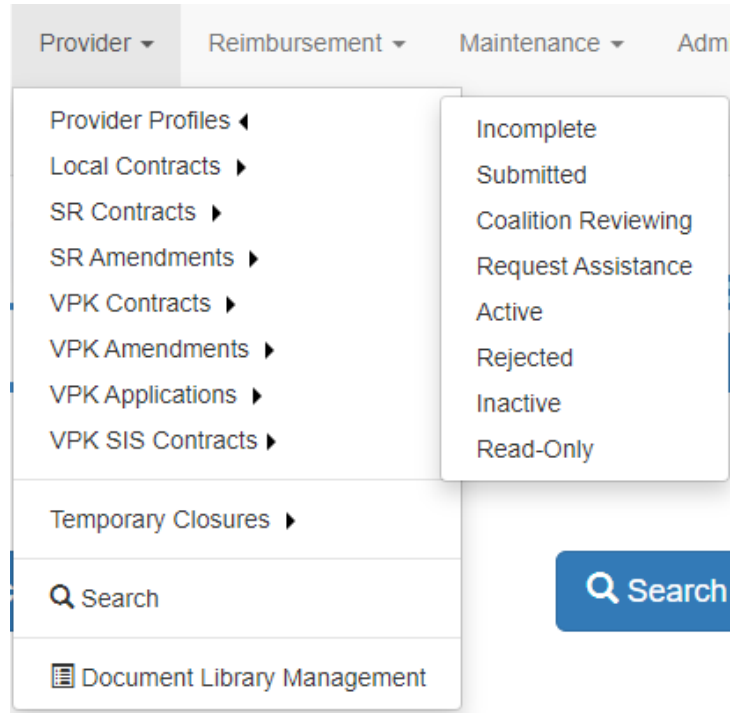 Provider Reimbursement Maintenance Adm
Provider Profiles
Local Contracts
SR Contracts
SR Amendments
VPK Contracts
VPK Amendments
VPK Applications
VPK SIS Contracts
Temporary Closures
Search
Document Library Management
Incomplete
Submitted
Coalition Reviewing
Request Assistance
Active
Rejected
Inactive
Read-Only
Search